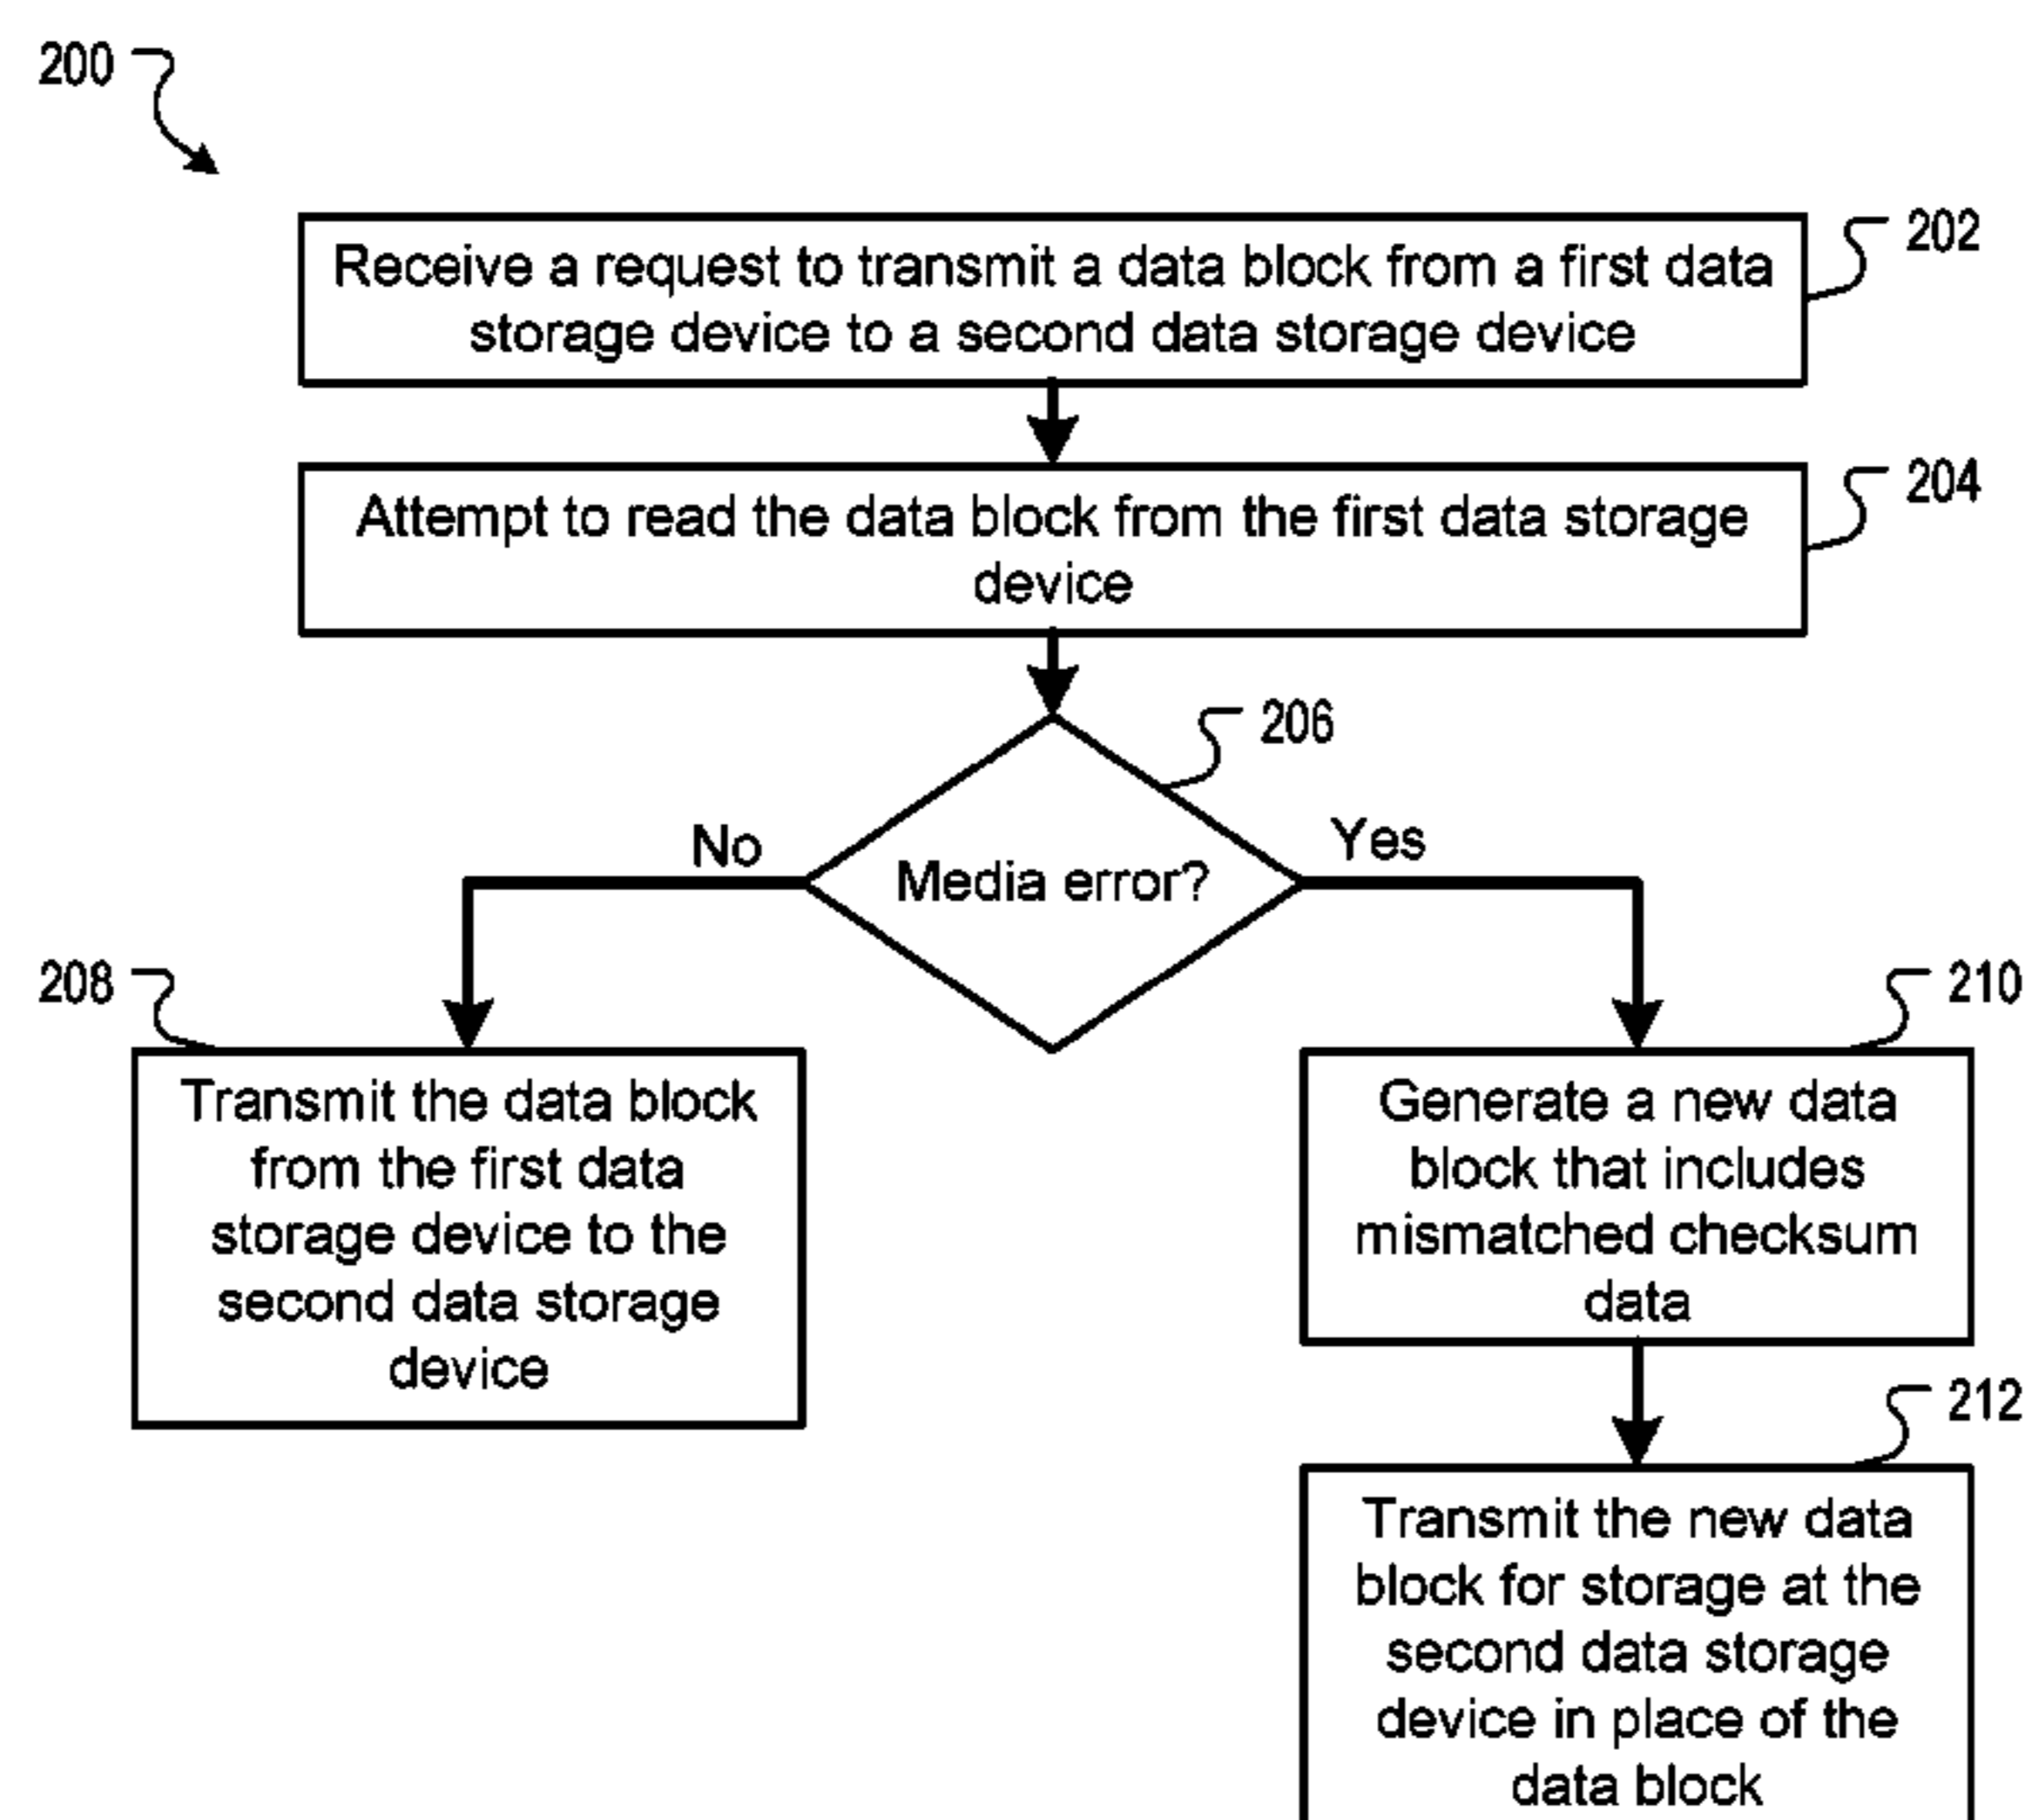 200
202
Receive a request to transmit a data block from a first data
storage device to a second data storage device
204
Attempt to read the data block from the first data storage
device
206
No
Yes
Media error?
208
210
Transmit the data block
from the first data
storage device to the
second data storage
device
Generate a new data
block that includes
mismatched checksum
data
212
Transmit the new data
block for storage at the
second data storage
device in place of the
data block